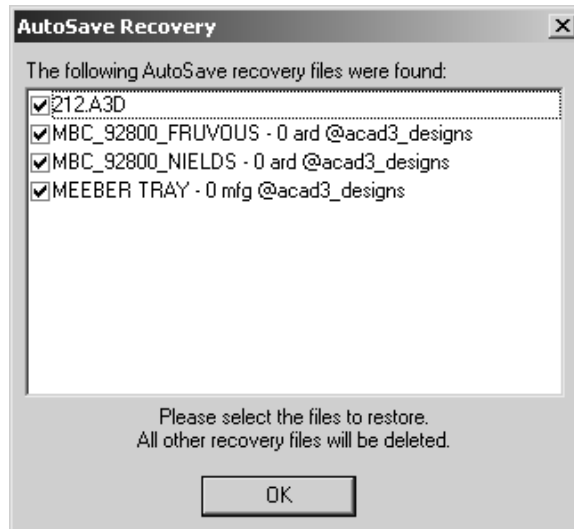 AutoSave Recovery
The following AutoSave recovery files were found:
212.A3D
MBC_92800_FRUVOUS - 0 ard @acad3_designs
MBC_92800_NIELDS - 0 ard @acad3_designs
MEEBER TRAY - 0 mfg @acad3_designs
Please select the files to restore.
All other recovery files will be deleted.
OK